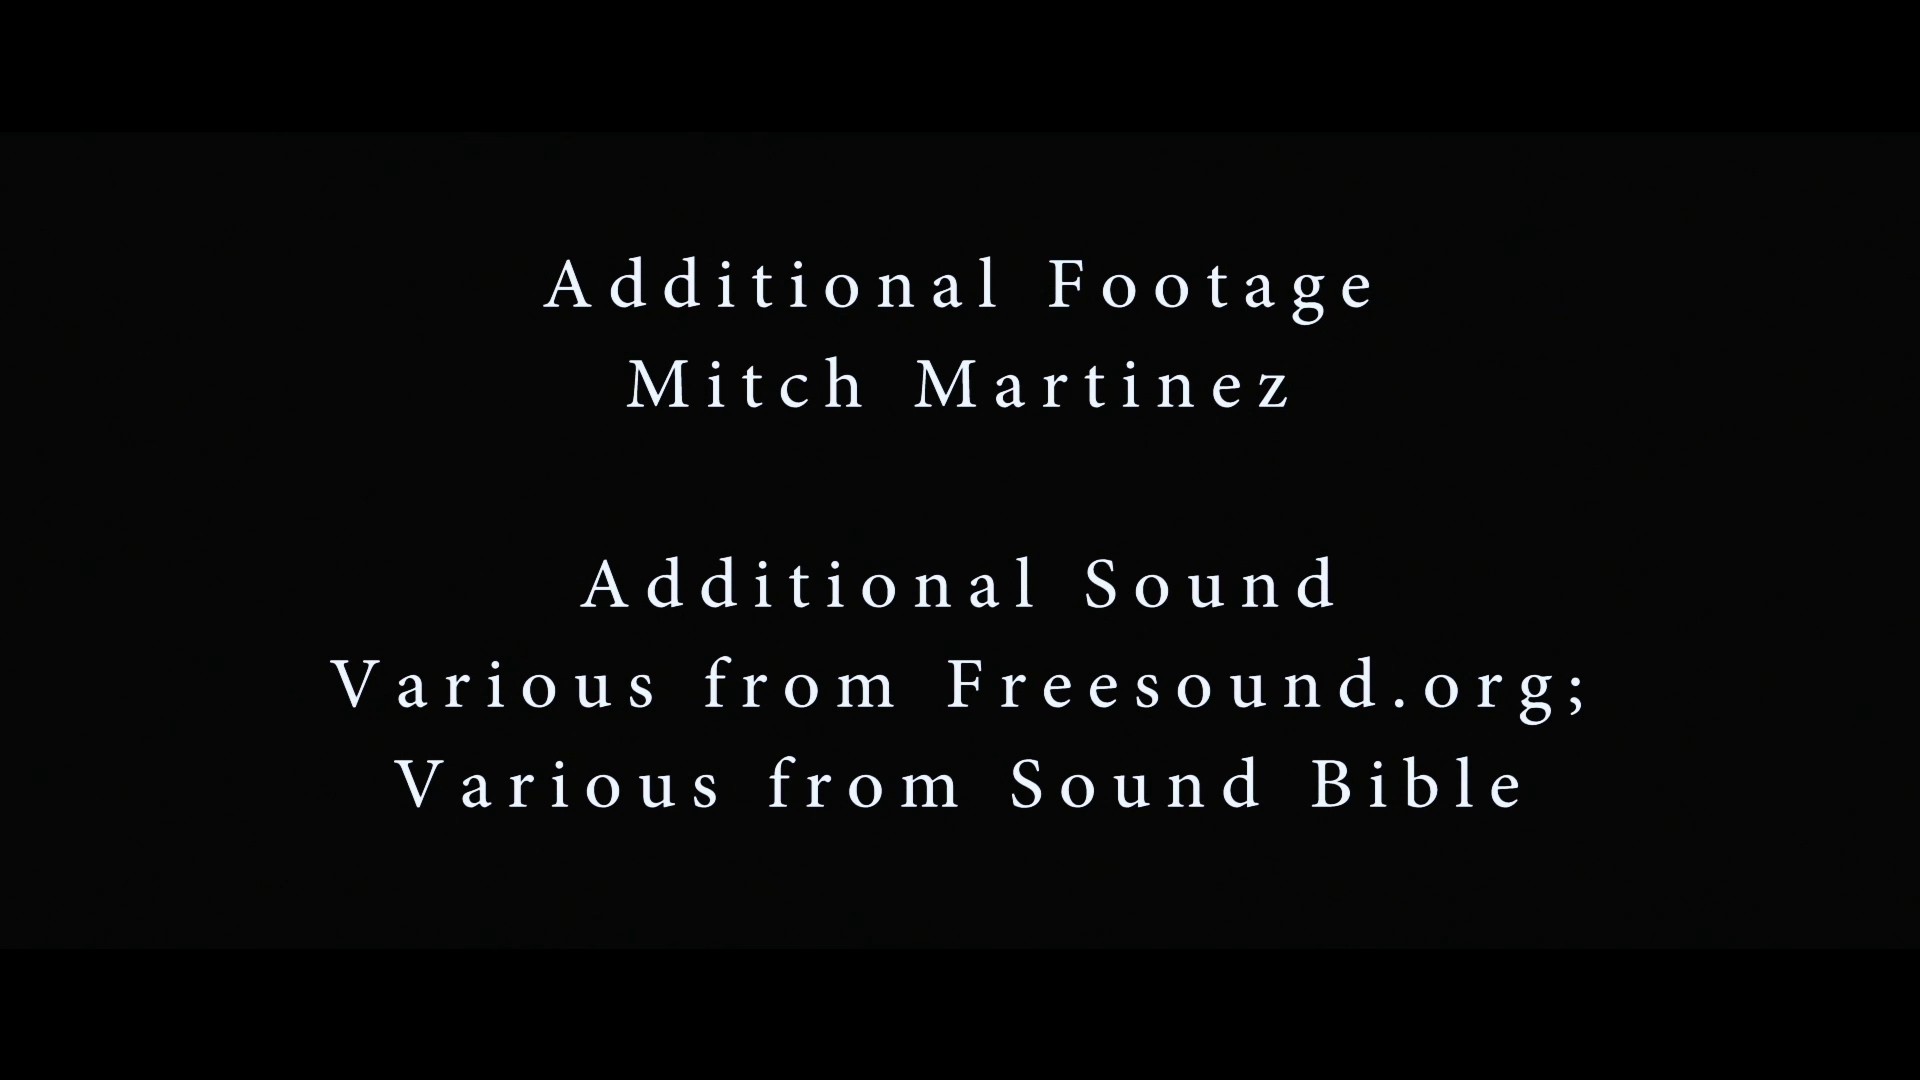 Additional Footage
Mitch Martinez
Additional Sound
Various from Freesound.org;
Various from Sound Bible